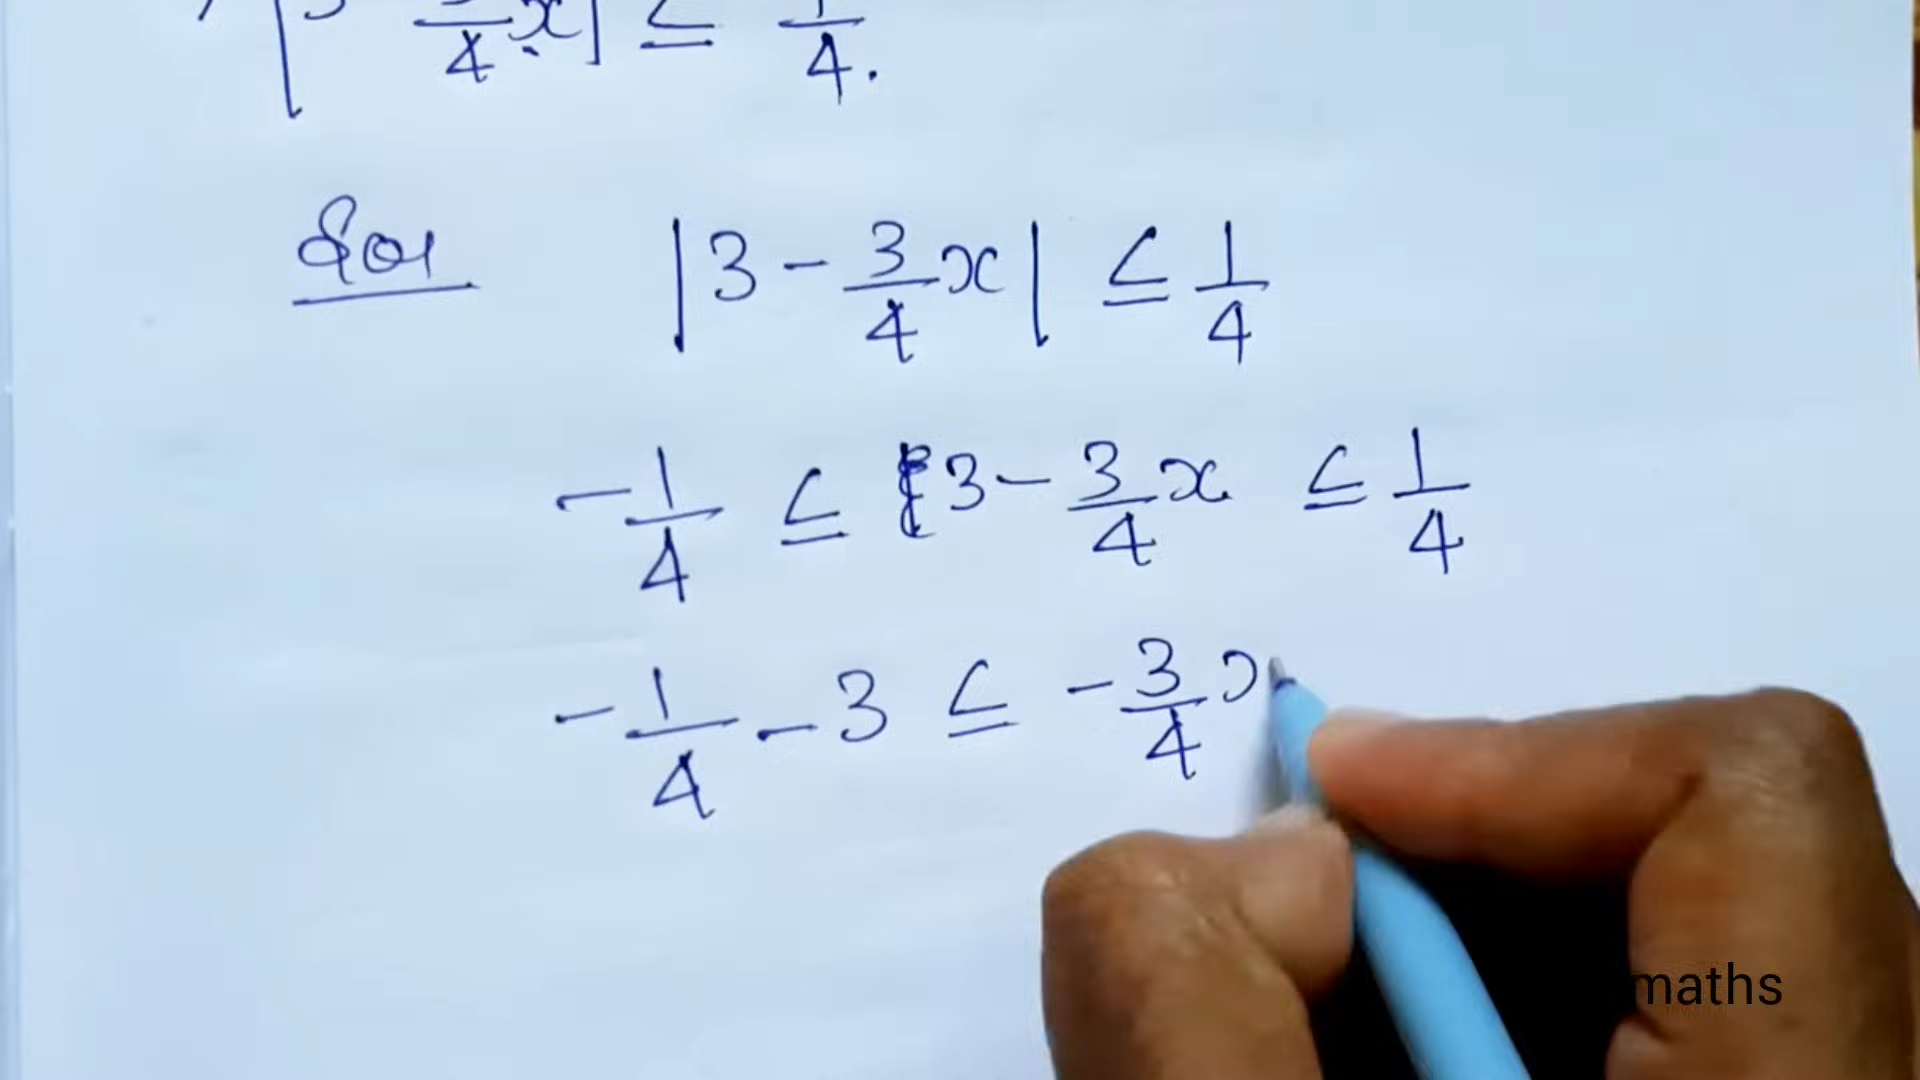 |3 - 3/4 x| ≤ 1/4.
Sol |3 - 3/4 x| ≤ 1/4
-1/4 ≤ 3 - 3/4 x ≤ 1/4
-1/4 - 3 ≤ -3/4 x
maths